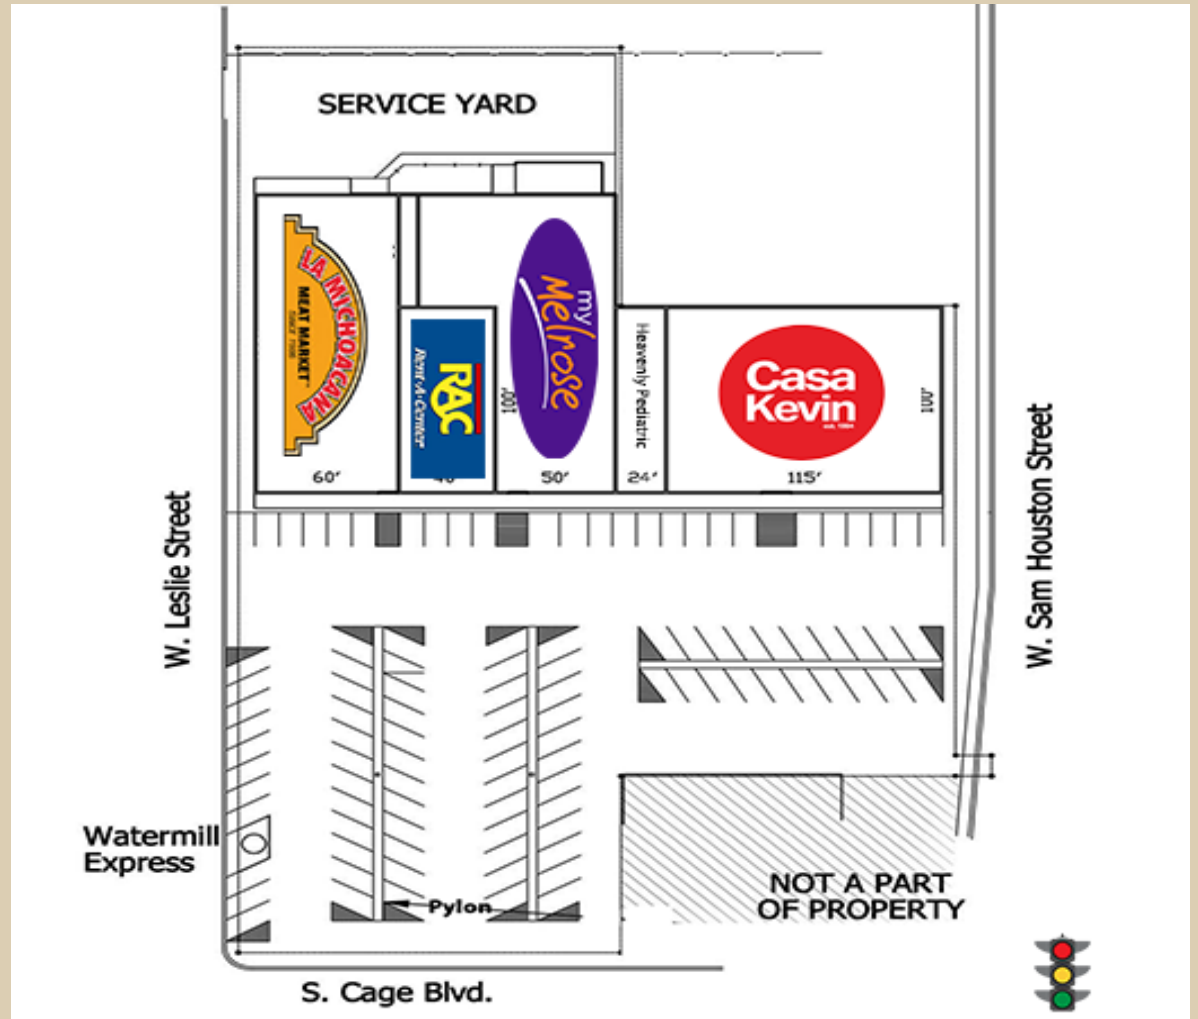 SERVICE YARD
LA MICHOACANA
MEAT MARKET
RAC
Rent-A-Center
my
Melrose
100'
Heavenly Pediatric
Casa
Kevin
100'
60'
50'
24'
115'
W. Leslie Street
W. Sam Houston Street
Watermill
Express
Pylon
NOT A PART
OF PROPERTY
S. Cage Blvd.